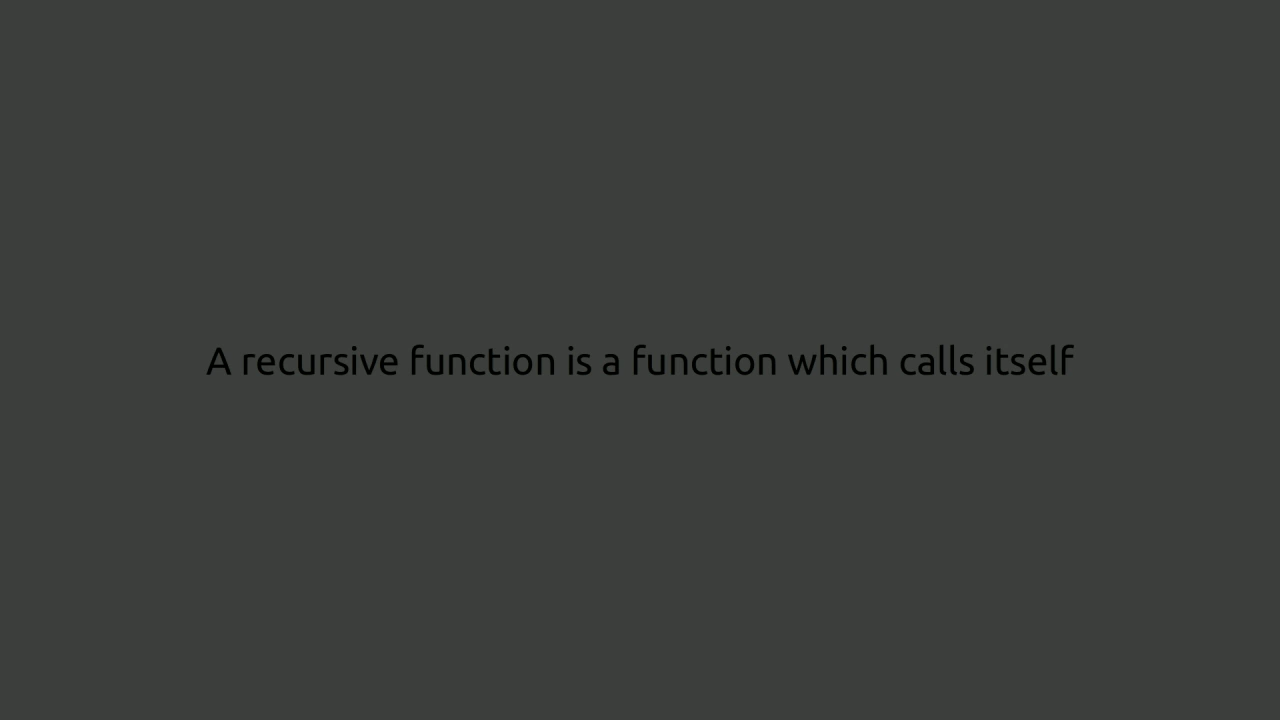 A recursive function is a function which calls itself